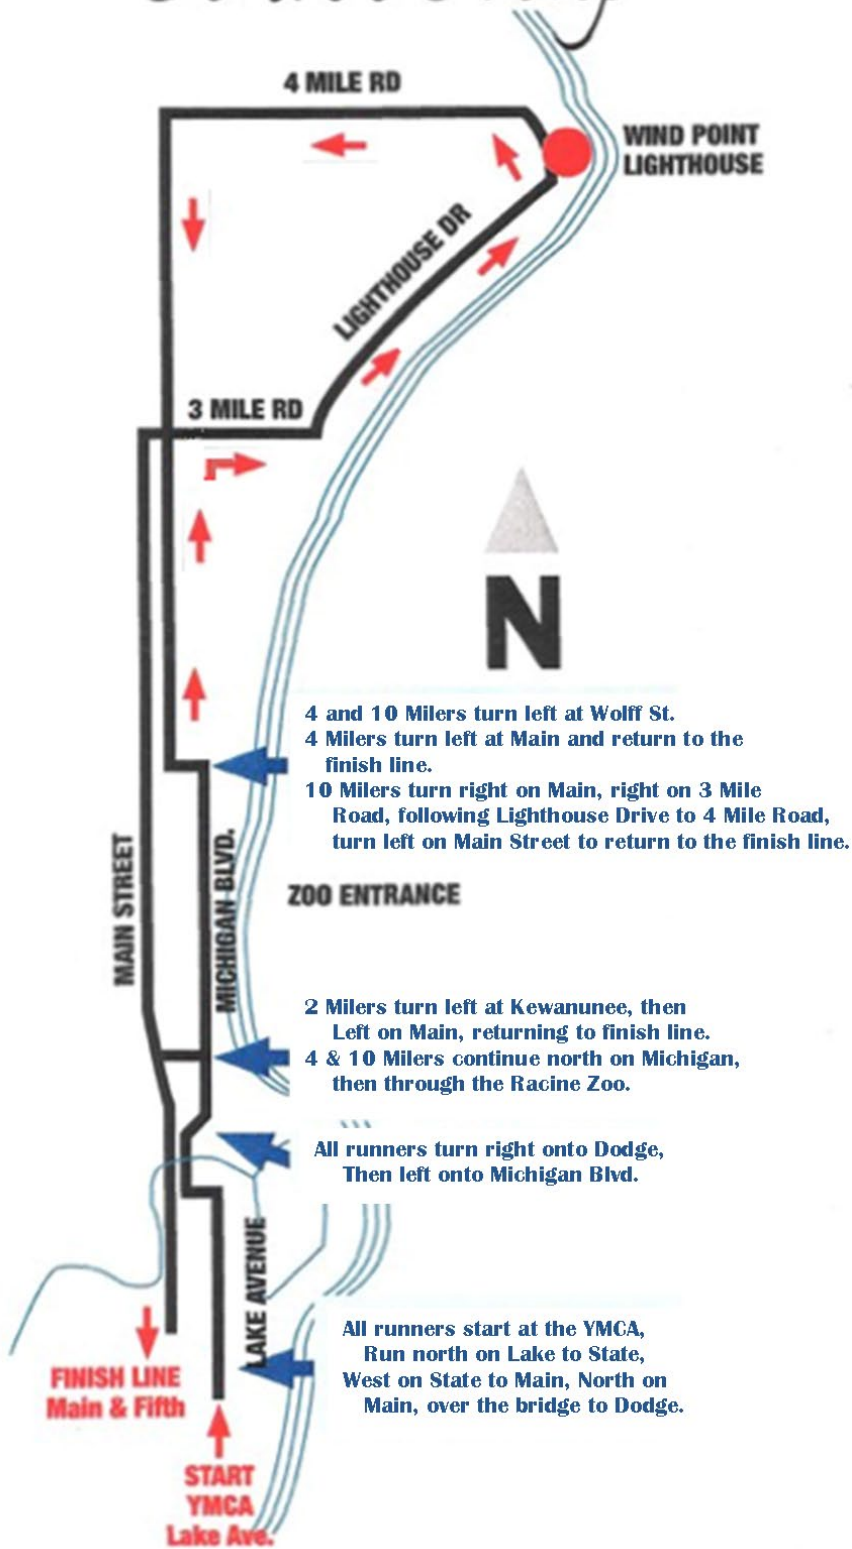 4 MILE RD
WIND POINT
LIGHTHOUSE
LIGHTHOUSE DR
3 MILE RD
N
4 and 10 Milers turn left at Wolff St.
4 Milers turn left at Main and return to the
finish line.
10 Milers turn right on Main, right on 3 Mile
Road, following Lighthouse Drive to 4 Mile Road,
turn left on Main Street to return to the finish line.
MAIN STREET
MICHIGAN BLVD.
ZOO ENTRANCE
2 Milers turn left at Kewanunee, then
Left on Main, returning to finish line.
4 & 10 Milers continue north on Michigan,
then through the Racine Zoo.
All runners turn right onto Dodge,
Then left onto Michigan Blvd.
LAKE AVENUE
All runners start at the YMCA,
Run north on Lake to State,
West on State to Main, North on
Main, over the bridge to Dodge.
FINISH LINE
Main & Fifth
START
YMCA
Lake Ave.